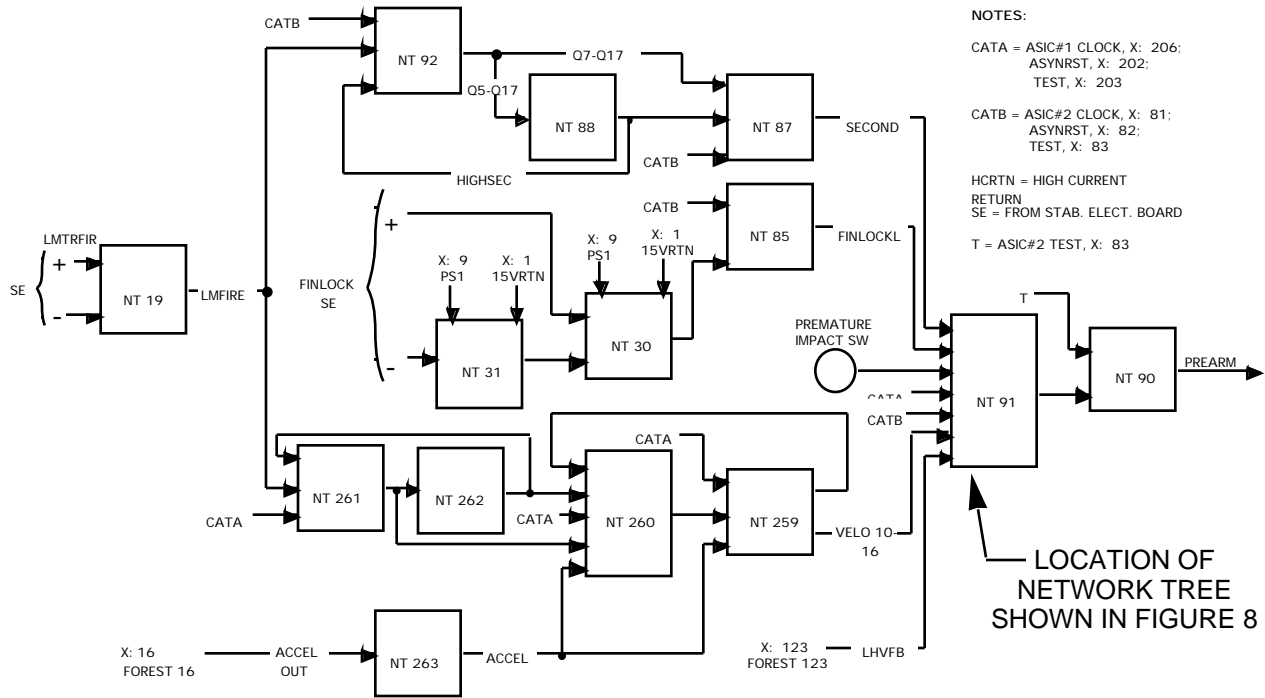 CATB
NT 92
Q7-Q17
Q5-Q17
NT 88
NT 87
SECOND
CATB
HIGHSEC
NOTES:
CATA = ASIC#1 CLOCK, X: 206;
ASYNRST, X: 202;
TEST, X: 203
CATB = ASIC#2 CLOCK, X: 81;
ASYNRST, X: 82;
TEST, X: 83
HCRTN = HIGH CURRENT
RETURN
SE = FROM STAB. ELECT. BOARD
T = ASIC#2 TEST, X: 83
LMTRFIR
SE
+
-
NT 19
LMFIRE
FINLOCK
SE
+
-
X: 9
PS1
X: 1
15VRTN
NT 31
X: 9
PS1
X: 1
15VRTN
NT 30
CATB
NT 85
FINLOCKL
PREMATURE
IMPACT SW
CATA
CATB
T
NT 91
NT 90
PREARM
CATA
NT 261
NT 262
CATA
CATA
NT 260
NT 259
VELO 10-
16
LOCATION OF
NETWORK TREE
SHOWN IN FIGURE 8
X: 16
FOREST 16
ACCEL
OUT
NT 263
ACCEL
X: 123
FOREST 123
LHVFB